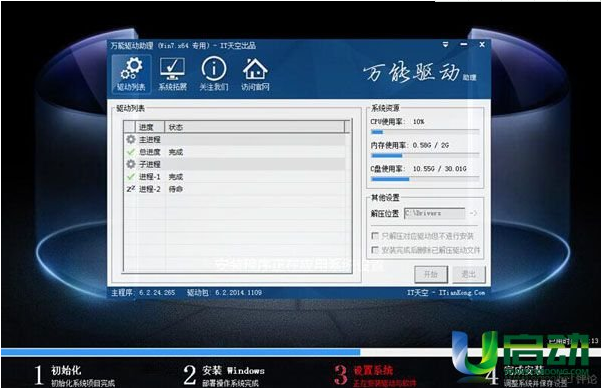 万能驱动助理 (Win7.x64 专用) - IT天空出品
驱动列表 系统拓展 关注我们 访问官网
万能驱动 助理
驱动列表
进度 状态
主进程
总进度 完成
子进程
进程-1 完成
进程-2 待命
系统资源
CPU使用率: 10%
内存使用率: 0.58G / 2G
C盘使用率: 10.55G / 30.01G
其他设置
解压位置 C:\Drivers ->
只解压对应驱动但不进行安装
安装完成后删除已解压驱动文件
开始 退出
安装程序正在应用系统设置
主程序: 6.2.24.265 驱动包: 6.2.2014.1109 IT天空 - ITianKong.Com
:13
U启动
1 初始化
初始化系统项目完成
2 安装 Windows
部署操作系统完成
3 设置系统
正在安装驱动与软件
4 完成安装
调整系统并保存设置